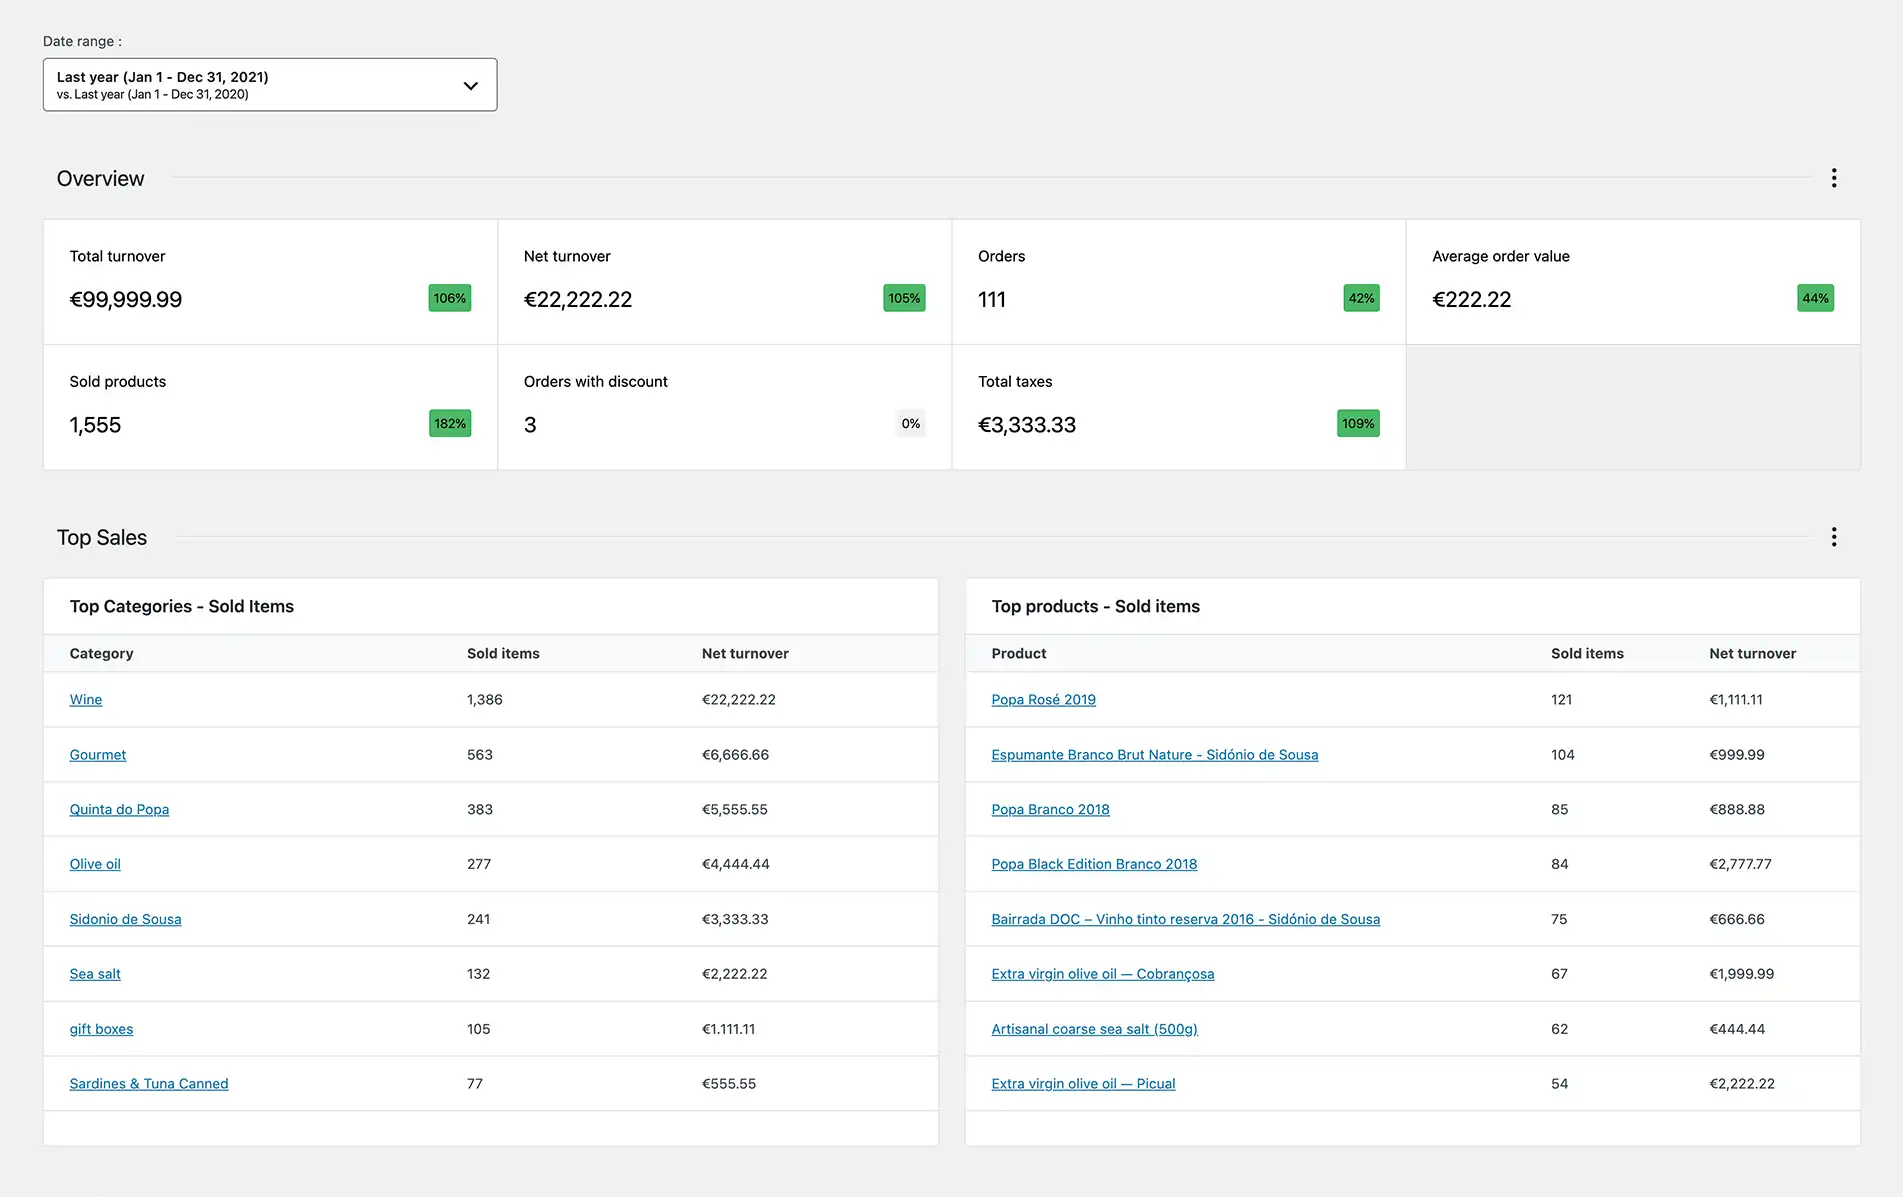 Date range :
Last year (Jan 1 - Dec 31, 2021)
vs. Last year (Jan 1 - Dec 31, 2020)
Overview
Total turnover
€99,999.99 106%
Net turnover
€22,222.22 105%
Orders
111 42%
Average order value
€222.22 44%
Sold products
1,555 182%
Orders with discount
3 0%
Total taxes
€3,333.33 109%
Top Sales
Top Categories - Sold Items
Category Sold items Net turnover
Wine 1,386 €22,222.22
Gourmet 563 €6,666.66
Quinta do Popa 383 €5,555.55
Olive oil 277 €4,444.44
Sidonio de Sousa 241 €3,333.33
Sea salt 132 €2,222.22
gift boxes 105 €1.111.11
Sardines & Tuna Canned 77 €555.55
Top products - Sold items
Product Sold items Net turnover
Popa Rosé 2019 121 €1,111.11
Espumante Branco Brut Nature - Sidónio de Sousa 104 €999.99
Popa Branco 2018 85 €888.88
Popa Black Edition Branco 2018 84 €2,777.77
Bairrada DOC – Vinho tinto reserva 2016 - Sidónio de Sousa 75 €666.66
Extra virgin olive oil — Cobrançosa 67 €1,999.99
Artisanal coarse sea salt (500g) 62 €444.44
Extra virgin olive oil — Picual 54 €2,222.22